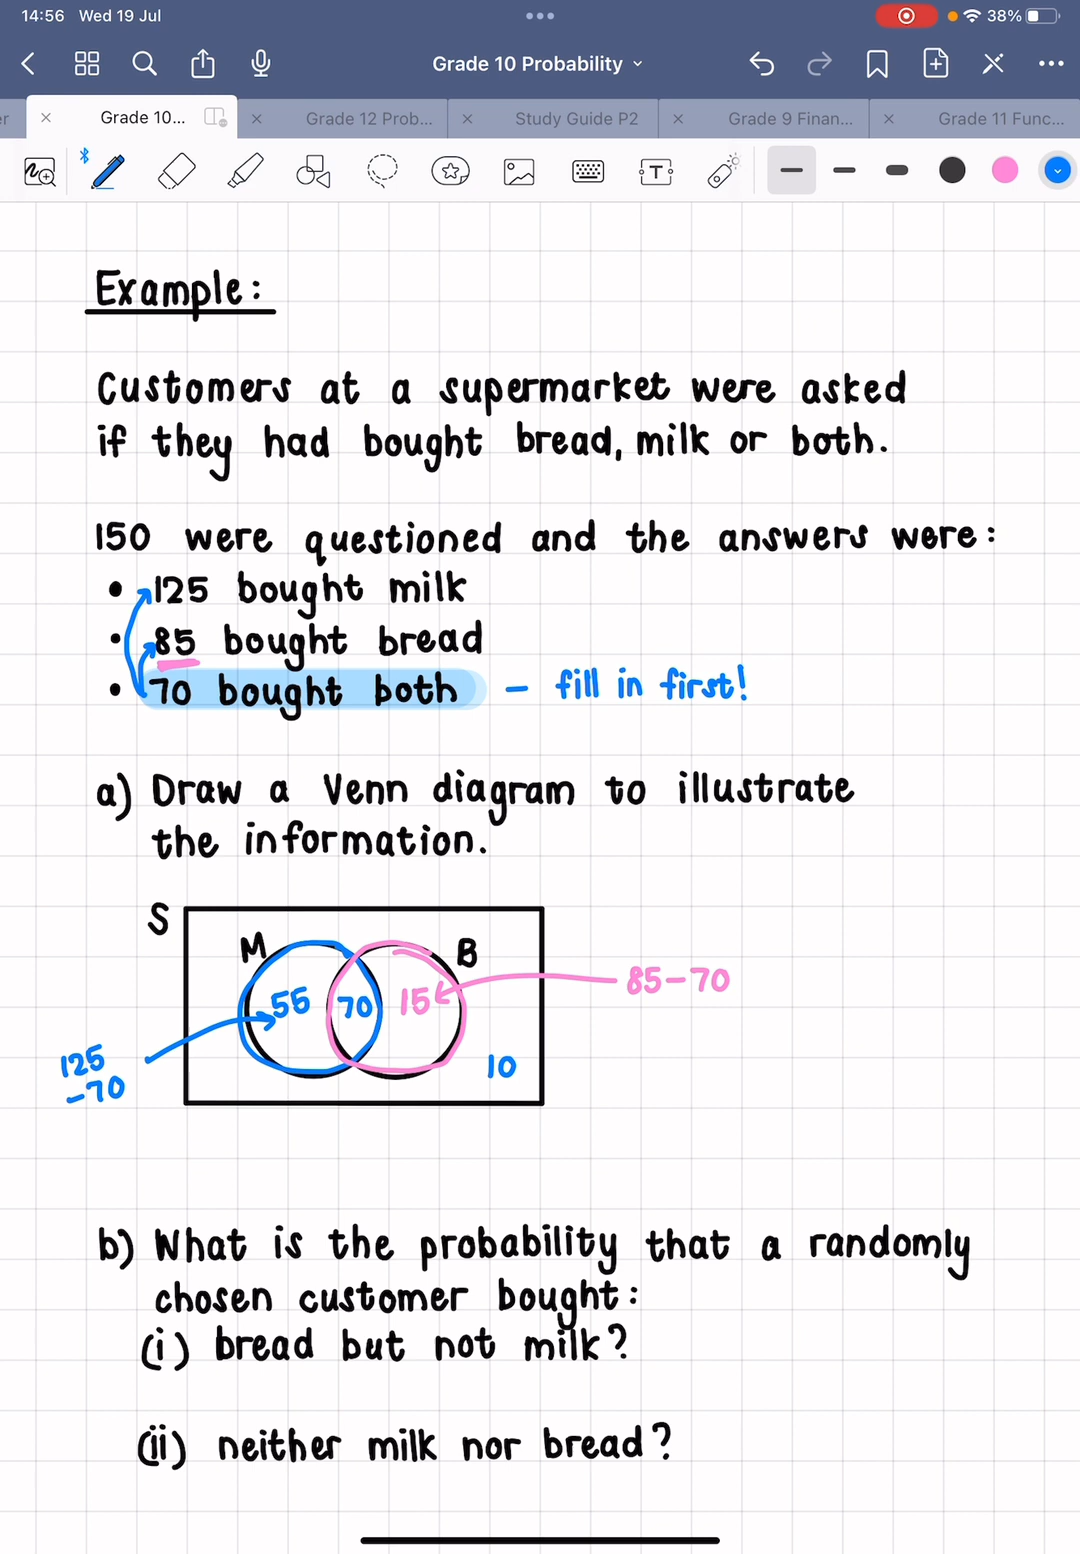 14:56 Wed 19 Jul
38%
Grade 10 Probability
er
Grade 10...
Grade 12 Prob...
Study Guide P2
Grade 9 Finan...
Grade 11 Func...
Example:
Customers at a supermarket were asked
if they had bought bread, milk or both.
150 were questioned and the answers were:
• 125 bought milk
• 85 bought bread
• 70 bought both – fill in first!
a) Draw a Venn diagram to illustrate
the information.
S
M
B
55 70 15
85-70
125
-70
10
b) What is the probability that a randomly
chosen customer bought:
(i) bread but not milk?
(ii) neither milk nor bread?